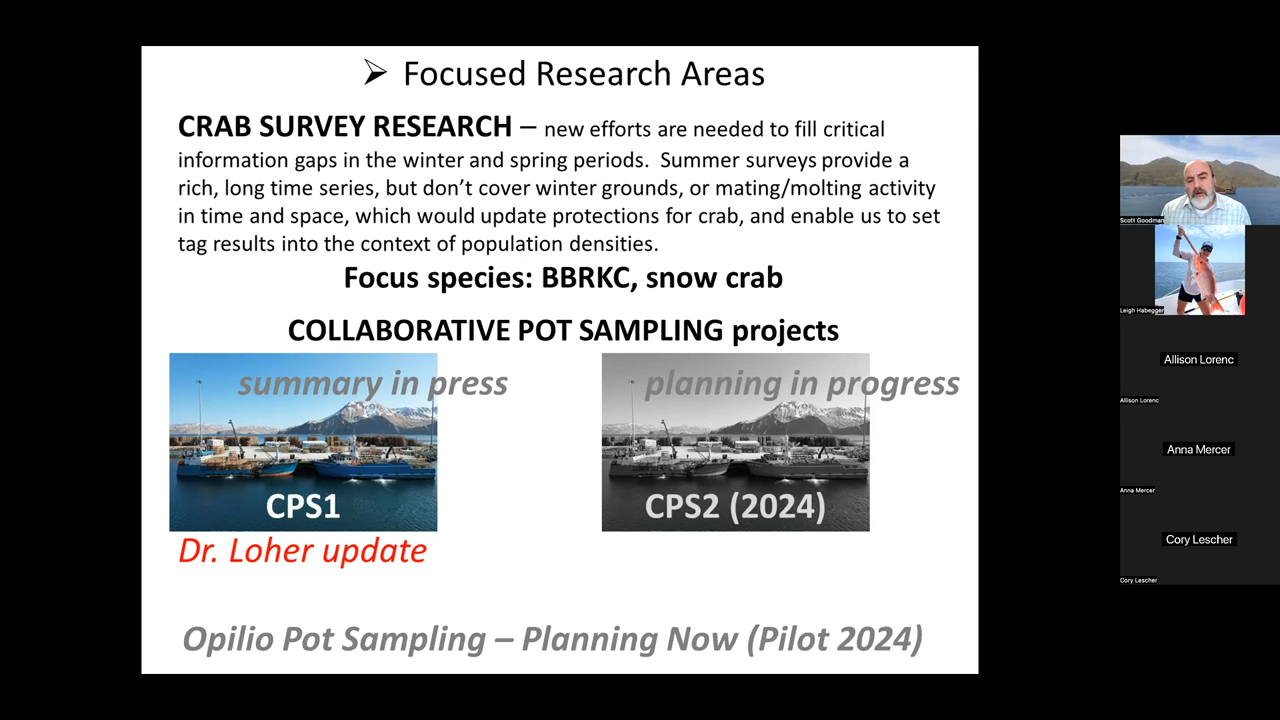 ➢ Focused Research Areas
CRAB SURVEY RESEARCH – new efforts are needed to fill critical
information gaps in the winter and spring periods.  Summer surveys provide a
rich, long time series, but don’t cover winter grounds, or mating/molting activity
in time and space, which would update protections for crab, and enable us to set
tag results into the context of population densities.
Focus species: BBRKC, snow crab
COLLABORATIVE POT SAMPLING projects
summary in press
CPS1
Dr. Loher update
planning in progress
CPS2 (2024)
Opilio Pot Sampling – Planning Now (Pilot 2024)
Scott Goodman
Leigh Habegger
Allison Lorenc
Allison Lorenc
Anna Mercer
Anna Mercer
Cory Lescher
Cory Lescher